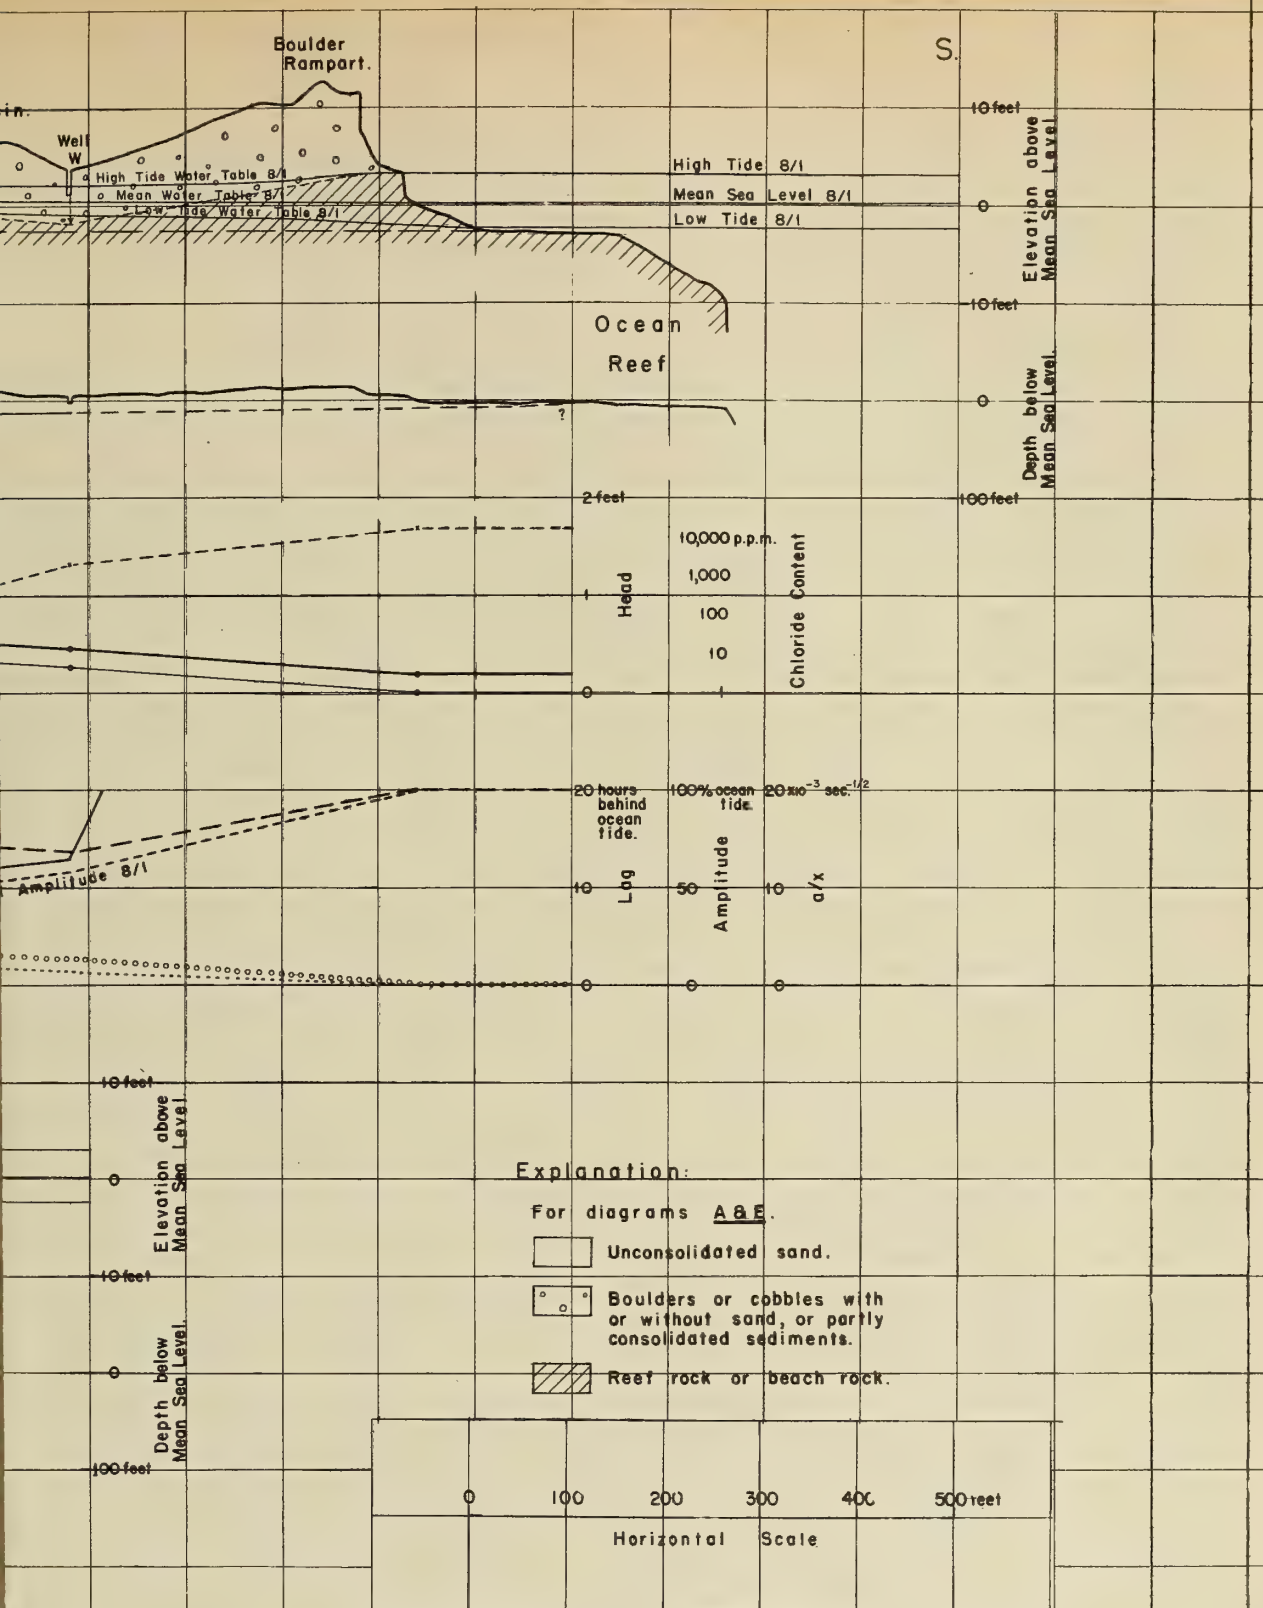 Boulder
Rampart.
S.
in.
Well
W
High Tide Water Table 8/1
Mean Water Table 8/1
Low Tide Water Table 8/1
High Tide 8/1
Mean Sea Level 8/1
Low Tide 8/1
10 feet
0
10 feet
Elevation above
Mean Sea Level
Ocean
Reef
?
0
100 feet
Depth below
Mean Sea Level.
2 feet
1
0
Head
10,000 p.p.m.
1,000
100
10
1
Chloride Content
20 hours
behind
ocean
tide.
10
0
Lag
100% ocean
tide.
50
0
Amplitude
20 x10⁻³ sec.⁻¹/²
10
0
a/x
Amplitude 8/1
10 feet
0
10 feet
Elevation above
Mean Sea Level.
0
100 feet
Depth below
Mean Sea Level.
Explanation:
For diagrams A & E.
Unconsolidated sand.
Boulders or cobbles with
or without sand, or partly
consolidated sediments.
Reef rock or beach rock.
0 100 200 300 400 500 feet
Horizontal Scale